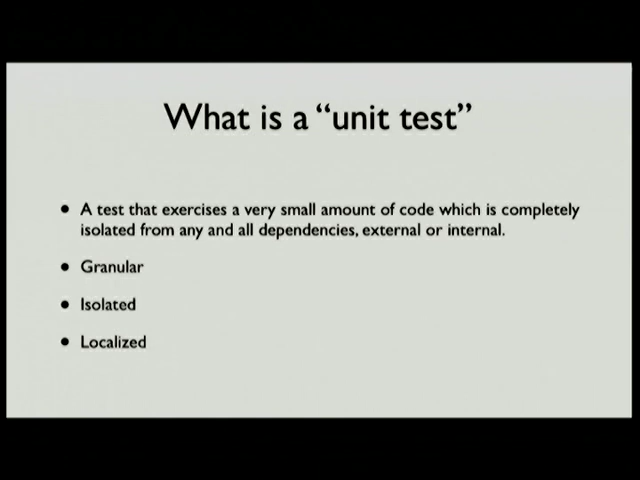 What is a “unit test”
• A test that exercises a very small amount of code which is completely
isolated from any and all dependencies, external or internal.
• Granular
• Isolated
• Localized